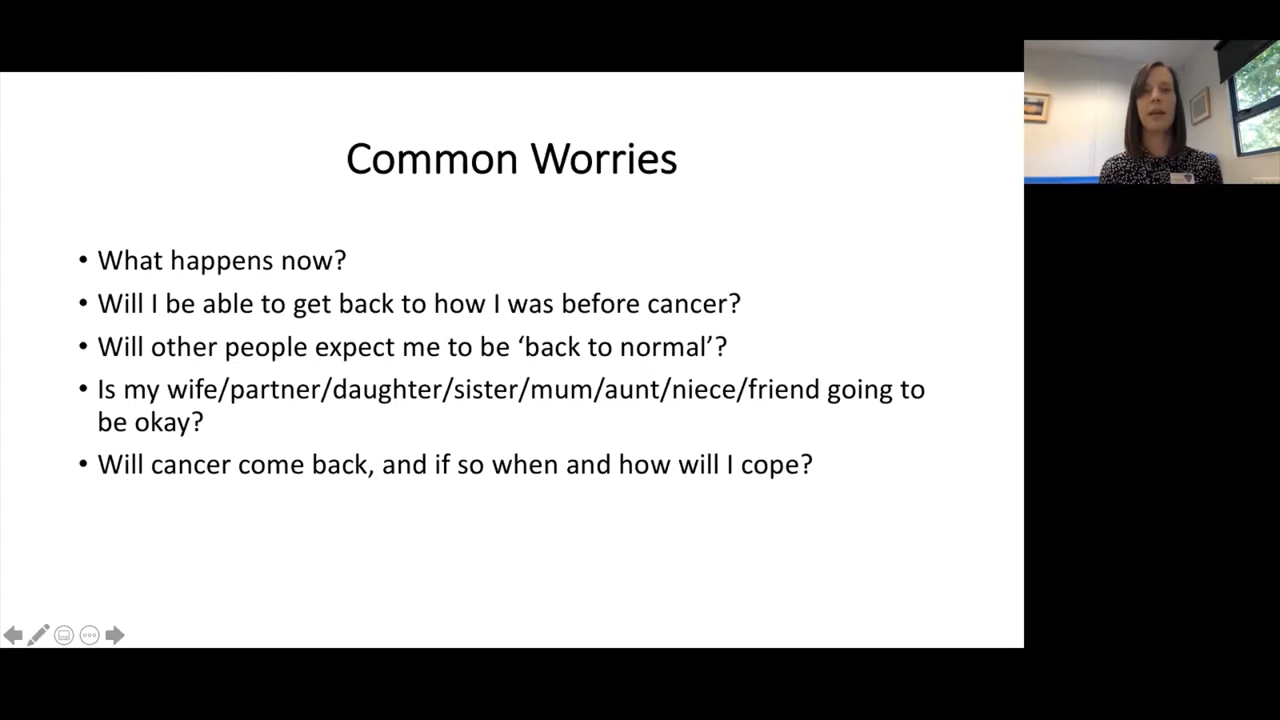 Common Worries
• What happens now?
• Will I be able to get back to how I was before cancer?
• Will other people expect me to be ‘back to normal’?
• Is my wife/partner/daughter/sister/mum/aunt/niece/friend going to
be okay?
• Will cancer come back, and if so when and how will I cope?